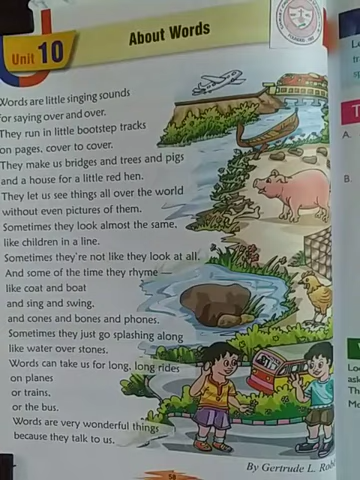 Unit 10
About Words
Words are little singing sounds
for saying over and over.
They run in little bootstep tracks
on pages, cover to cover.
They make us bridges and trees and pigs
and a house for a little red hen.
They let us see things all over the world
without even pictures of them.
Sometimes they look almost the same,
like children in a line.
Sometimes they're not like they look at all,
And some of the time they rhyme —
like coat and boat
and sing and swing,
and cones and bones and phones.
Sometimes they just go splashing along
like water over stones.
Words can take us for long, long rides
on planes
or trains,
or the bus.
Words are very wonderful things
because they talk to us.
By Gertrude L.
58
A.
B.